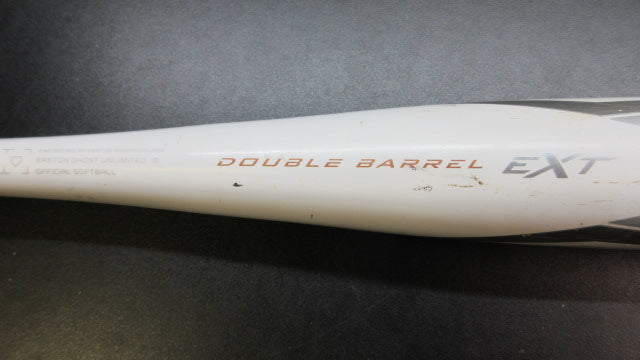 EASTON GHOST UNLIMITED
OFFICIAL SOFTBALL
DOUBLE BARREL EXT